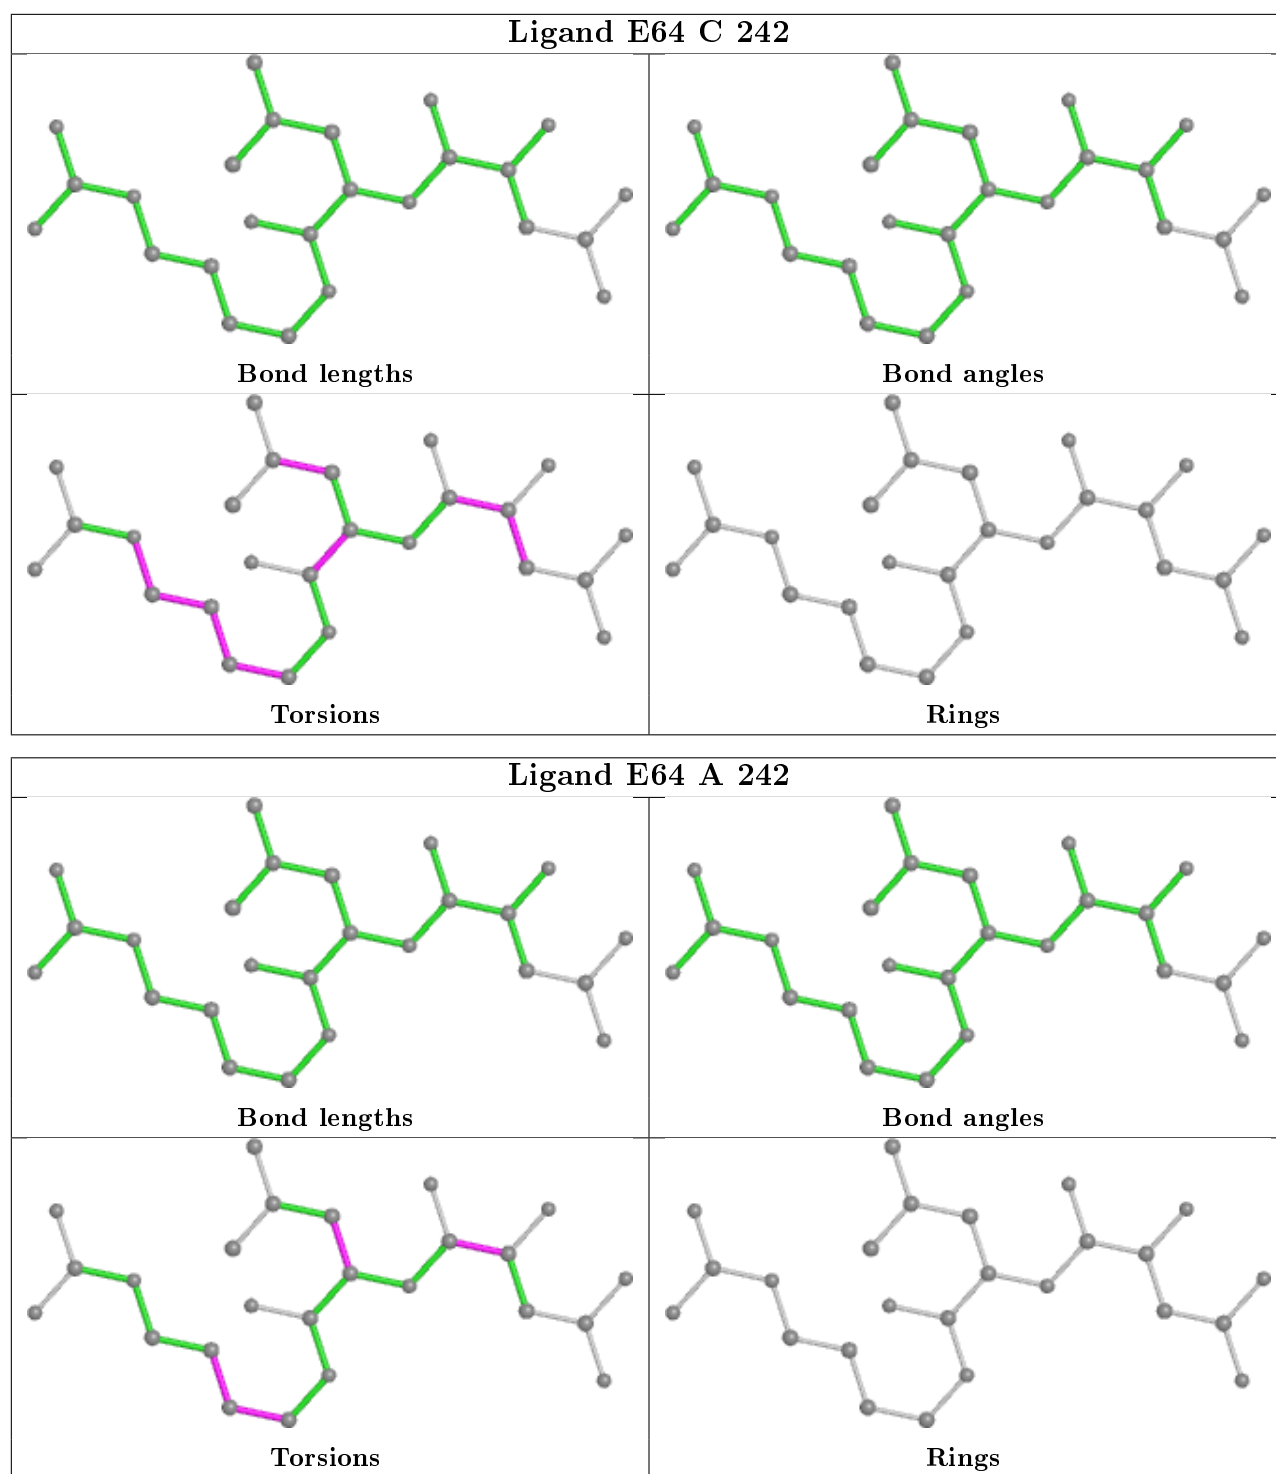 Ligand E64 C 242
Bond lengths
Bond angles
Torsions
Rings
Ligand E64 A 242
Bond lengths
Bond angles
Torsions
Rings